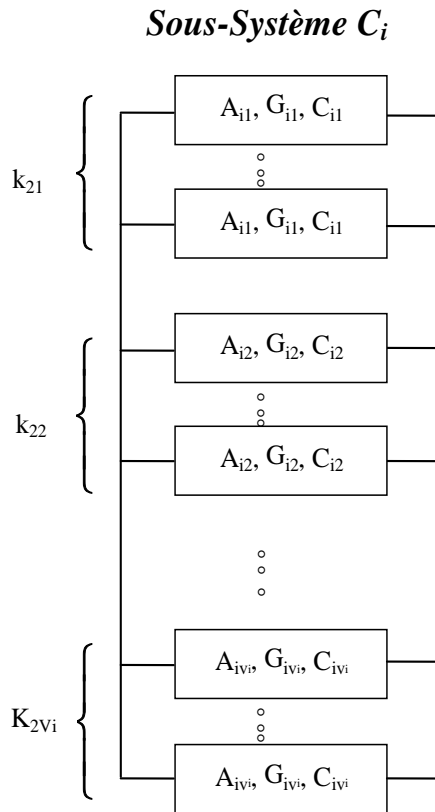 Sous-Système Cᵢ
Aᵢ₁, Gᵢ₁, Cᵢ₁
k₂₁
Aᵢ₁, Gᵢ₁, Cᵢ₁
Aᵢ₂, Gᵢ₂, Cᵢ₂
k₂₂
Aᵢ₂, Gᵢ₂, Cᵢ₂
Aivi, Givi, Civi
K2Vi
Aivi, Givi, Civi